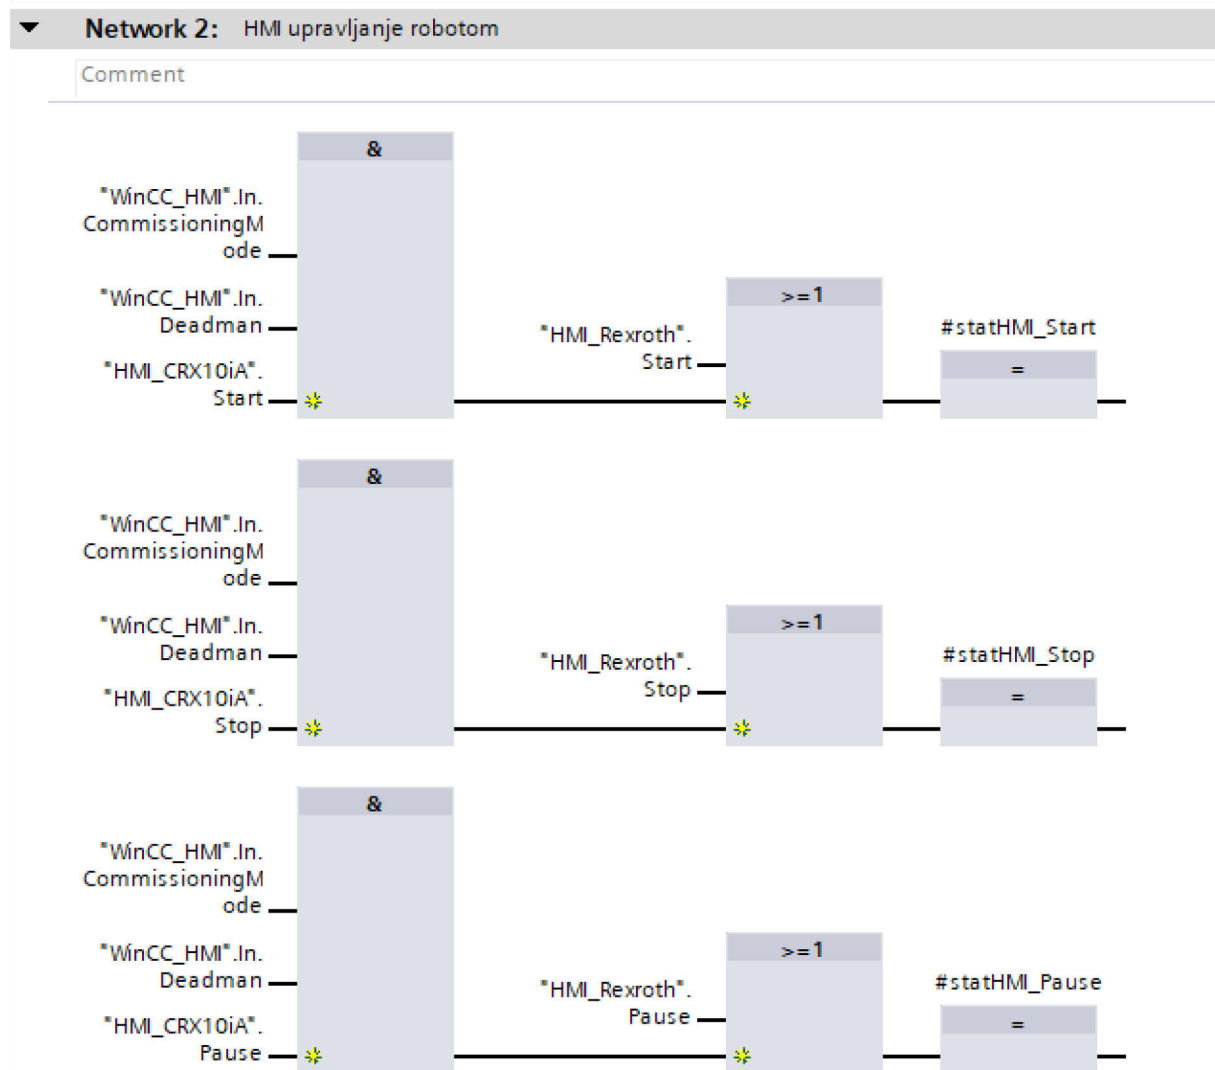 Network 2: HMI upravljanje robotom
Comment
&
"WinCC_HMI".In.
CommissioningM
ode
"WinCC_HMI".In.
Deadman
"HMI_CRX10iA".
Start
>=1
"HMI_Rexroth".
Start
#statHMI_Start
=
&
"WinCC_HMI".In.
CommissioningM
ode
"WinCC_HMI".In.
Deadman
"HMI_CRX10iA".
Stop
>=1
"HMI_Rexroth".
Stop
#statHMI_Stop
=
&
"WinCC_HMI".In.
CommissioningM
ode
"WinCC_HMI".In.
Deadman
"HMI_CRX10iA".
Pause
>=1
"HMI_Rexroth".
Pause
#statHMI_Pause
=